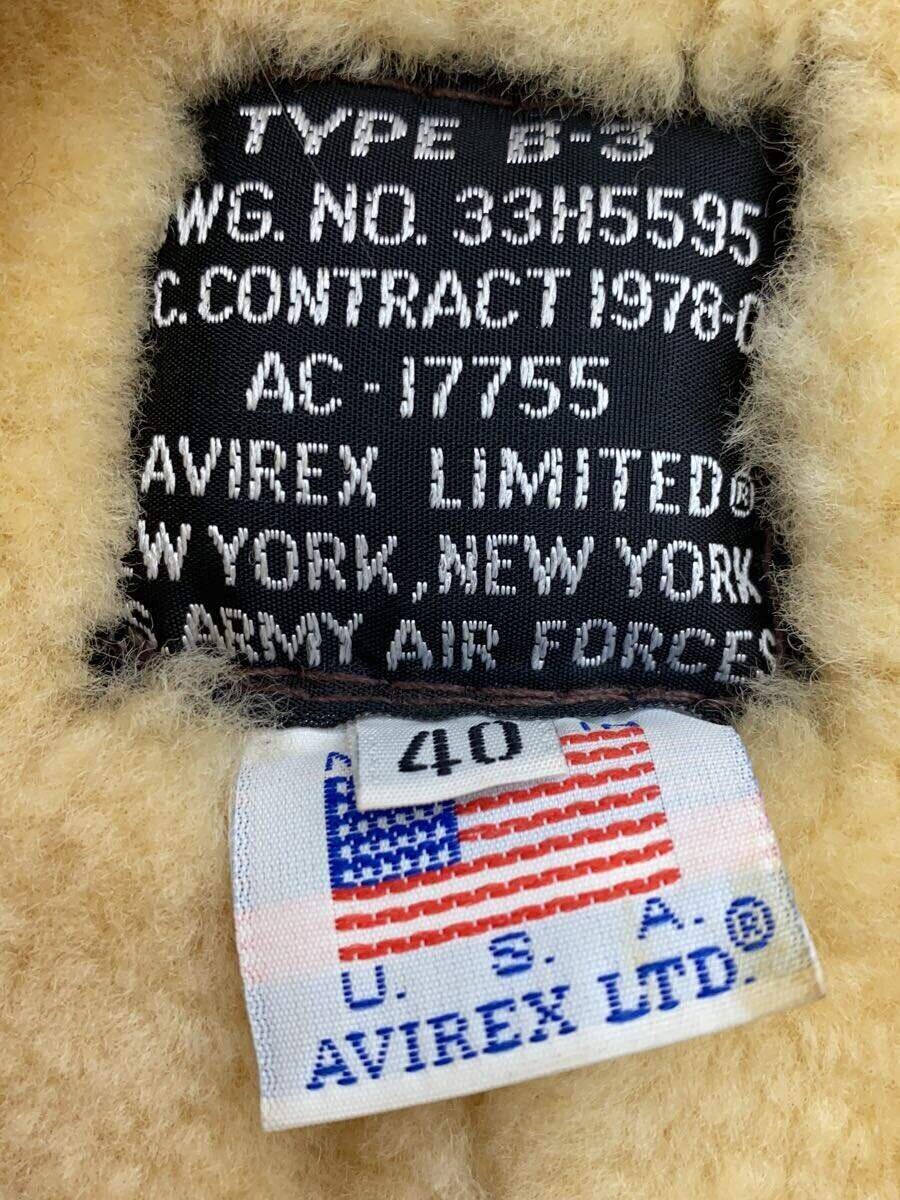 TYPE B-3
WG. NO. 33H5595
C. CONTRACT 1978-
AC-17755
AVIREX LIMITED®
W YORK, NEW YORK
ARMY AIR FORCES
40
U. S. A.
AVIREX LTD.®